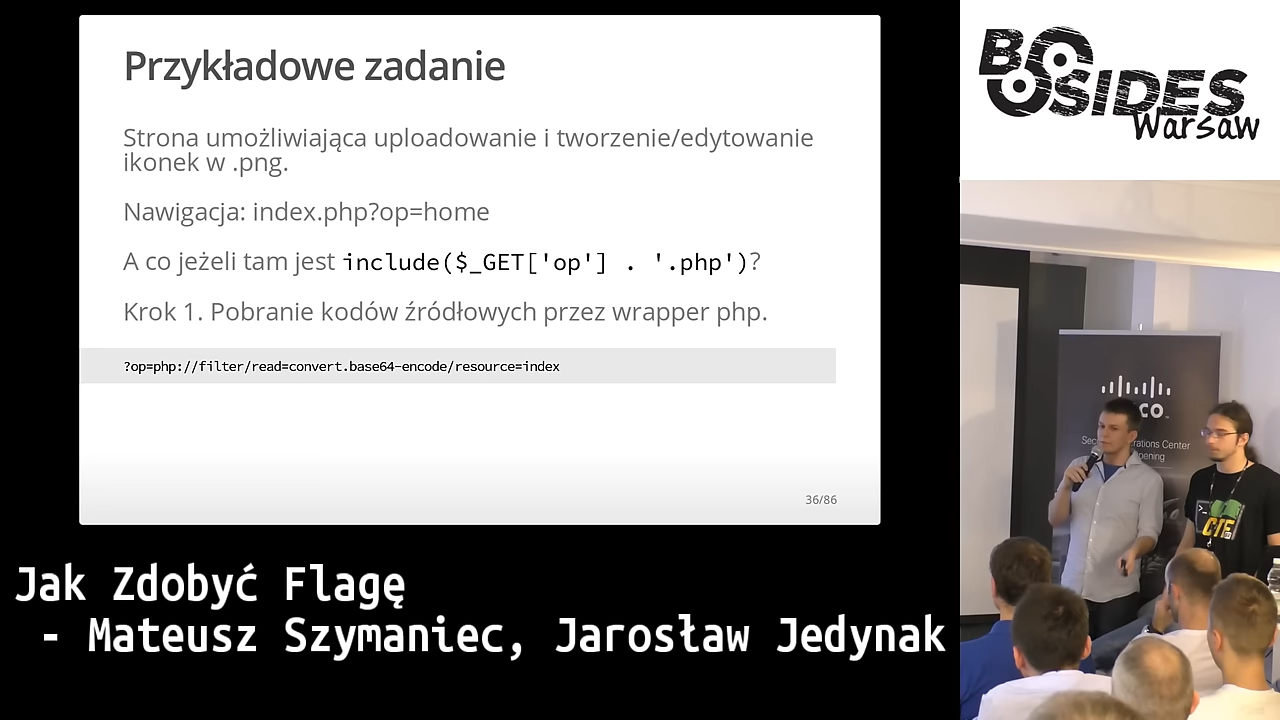 Przykładowe zadanie
Strona umożliwiająca uploadowanie i tworzenie/edytowanie
ikonek w .png.
Nawigacja: index.php?op=home
A co jeżeli tam jest include($_GET['op'] . '.php')?
Krok 1. Pobranie kodów źródłowych przez wrapper php.
?op=php://filter/read=convert.base64-encode/resource=index
36/86
Jak Zdobyć Flagę
- Mateusz Szymaniec, Jarosław Jedynak
BSIDES
Warsaw
CTF